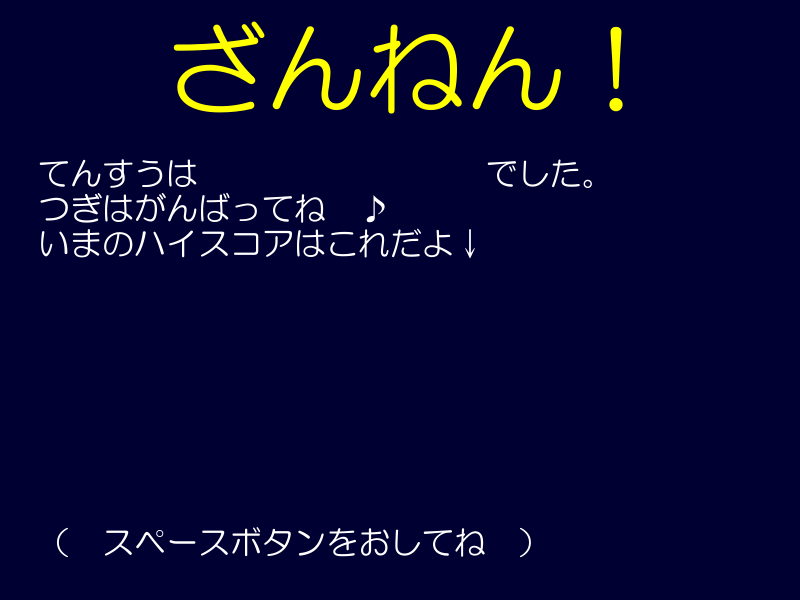 ざんねん！
てんすうは　　　　　　　　　でした。
つぎはがんばってね　♪
いまのハイスコアはこれだよ↓
（　スペースボタンをおしてね　）